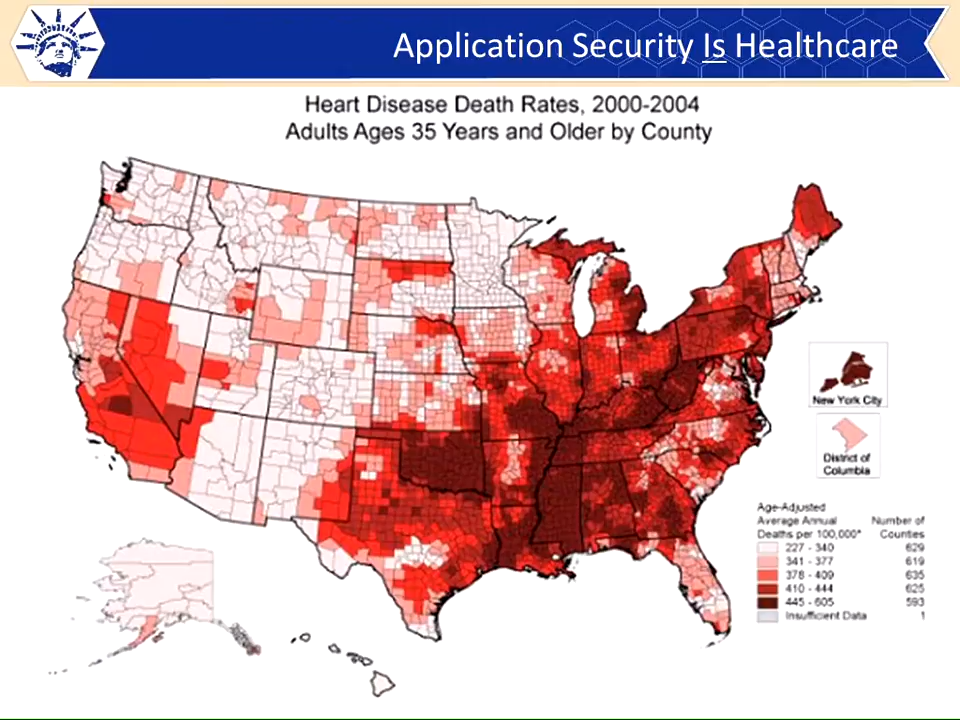 Application Security Is Healthcare
Heart Disease Death Rates, 2000-2004
Adults Ages 35 Years and Older by County
New York City
District of
Columbia
Age-Adjusted
Average Annual Number of
Deaths per 100,000* Counties
227 - 340 629
341 - 377 619
378 - 409 635
410 - 444 625
445 - 605 593
Insufficient Data 1